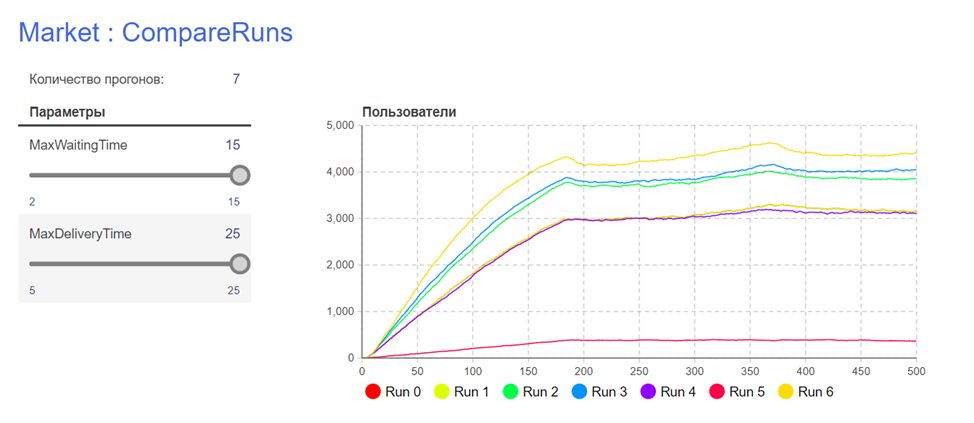 Market : CompareRuns
Количество прогонов: 7
Параметры
MaxWaitingTime 15
2 15
MaxDeliveryTime 25
5 25
Пользователи
5,000
4,000
3,000
2,000
1,000
0
0 50 100 150 200 250 300 350 400 450 500
Run 0 Run 1 Run 2 Run 3 Run 4 Run 5 Run 6